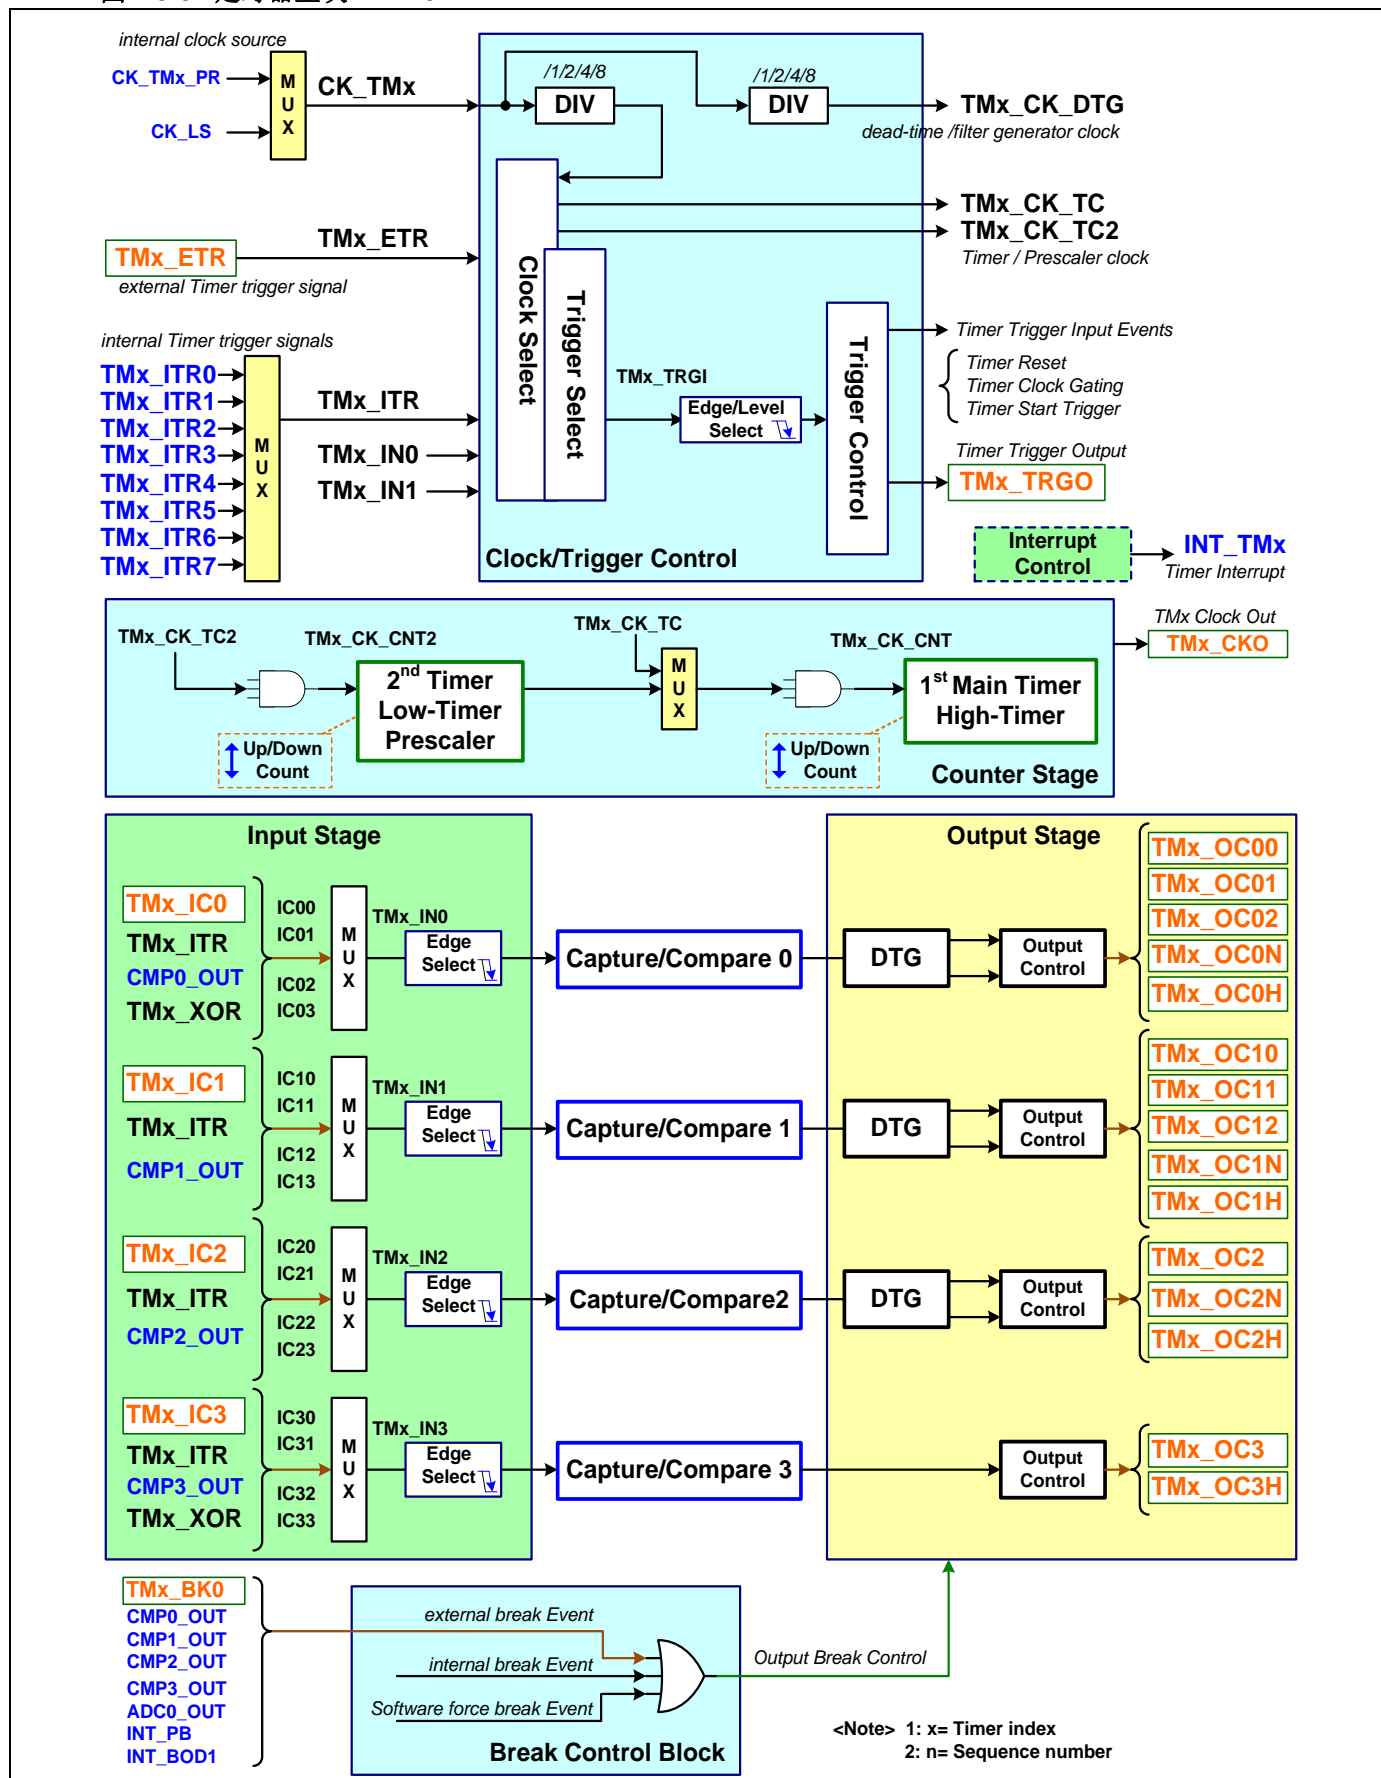 internal clock source
CK_TMx_PR
CK_LS
MUX
CK_TMx
/1/2/4/8
DIV
/1/2/4/8
DIV
TMx_CK_DTG
dead-time /filter generator clock
TMx_CK_TC
TMx_CK_TC2
Timer / Prescaler clock
TMx_ETR
TMx_ETR
external Timer trigger signal
Clock Select
Trigger Select
internal Timer trigger signals
TMx_ITR0
TMx_ITR1
TMx_ITR2
TMx_ITR3
TMx_ITR4
TMx_ITR5
TMx_ITR6
TMx_ITR7
MUX
TMx_ITR
TMx_IN0
TMx_IN1
TMx_TRGI
Edge/Level
Select
Trigger Control
Timer Trigger Input Events
Timer Reset
Timer Clock Gating
Timer Start Trigger
Timer Trigger Output
TMx_TRGO
Clock/Trigger Control
Interrupt
Control
INT_TMx
Timer Interrupt
TMx_CK_TC2
TMx_CK_CNT2
2nd Timer
Low-Timer
Prescaler
Up/Down
Count
TMx_CK_TC
MUX
TMx_CK_CNT
1st Main Timer
High-Timer
Up/Down
Count
Counter Stage
TMx Clock Out
TMx_CKO
Input Stage
Output Stage
TMx_IC0
TMx_ITR
CMP0_OUT
TMx_XOR
IC00
IC01
IC02
IC03
MUX
TMx_IN0
Edge
Select
Capture/Compare 0
DTG
Output
Control
TMx_OC00
TMx_OC01
TMx_OC02
TMx_OC0N
TMx_OC0H
TMx_IC1
TMx_ITR
CMP1_OUT
IC10
IC11
IC12
IC13
MUX
TMx_IN1
Edge
Select
Capture/Compare 1
DTG
Output
Control
TMx_OC10
TMx_OC11
TMx_OC12
TMx_OC1N
TMx_OC1H
TMx_IC2
TMx_ITR
CMP2_OUT
IC20
IC21
IC22
IC23
MUX
TMx_IN2
Edge
Select
Capture/Compare2
DTG
Output
Control
TMx_OC2
TMx_OC2N
TMx_OC2H
TMx_IC3
TMx_ITR
CMP3_OUT
TMx_XOR
IC30
IC31
IC32
IC33
MUX
TMx_IN3
Edge
Select
Capture/Compare 3
Output
Control
TMx_OC3
TMx_OC3H
TMx_BK0
CMP0_OUT
CMP1_OUT
CMP2_OUT
CMP3_OUT
ADC0_OUT
INT_PB
INT_BOD1
external break Event
internal break Event
Software force break Event
Output Break Control
Break Control Block
<Note> 1: x= Timer index
2: n= Sequence number